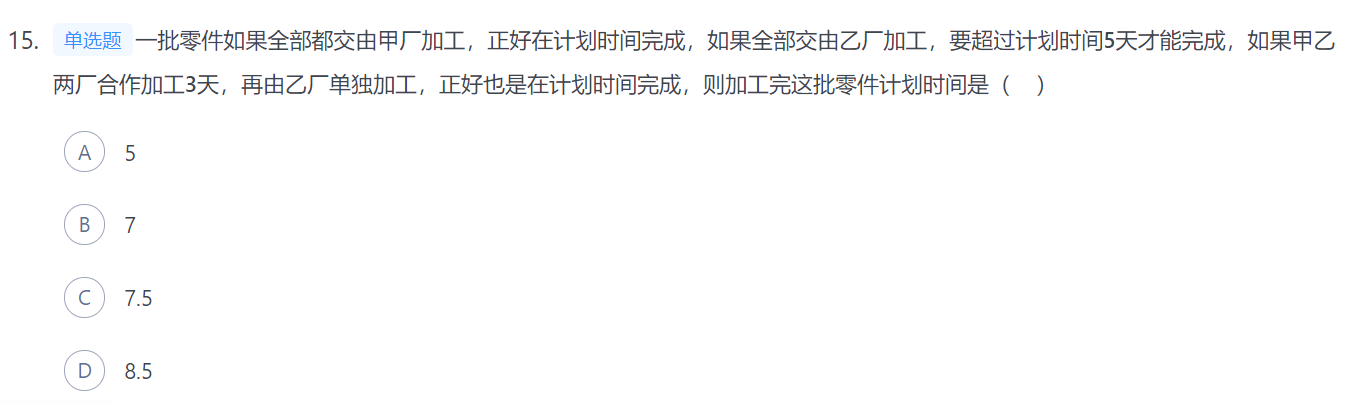 15. 单选题 一批零件如果全部都交由甲厂加工，正好在计划时间完成，如果全部交由乙厂加工，要超过计划时间5天才能完成，如果甲乙
两厂合作加工3天，再由乙厂单独加工，正好也是在计划时间完成，则加工完这批零件计划时间是（ ）
A 5
B 7
C 7.5
D 8.5